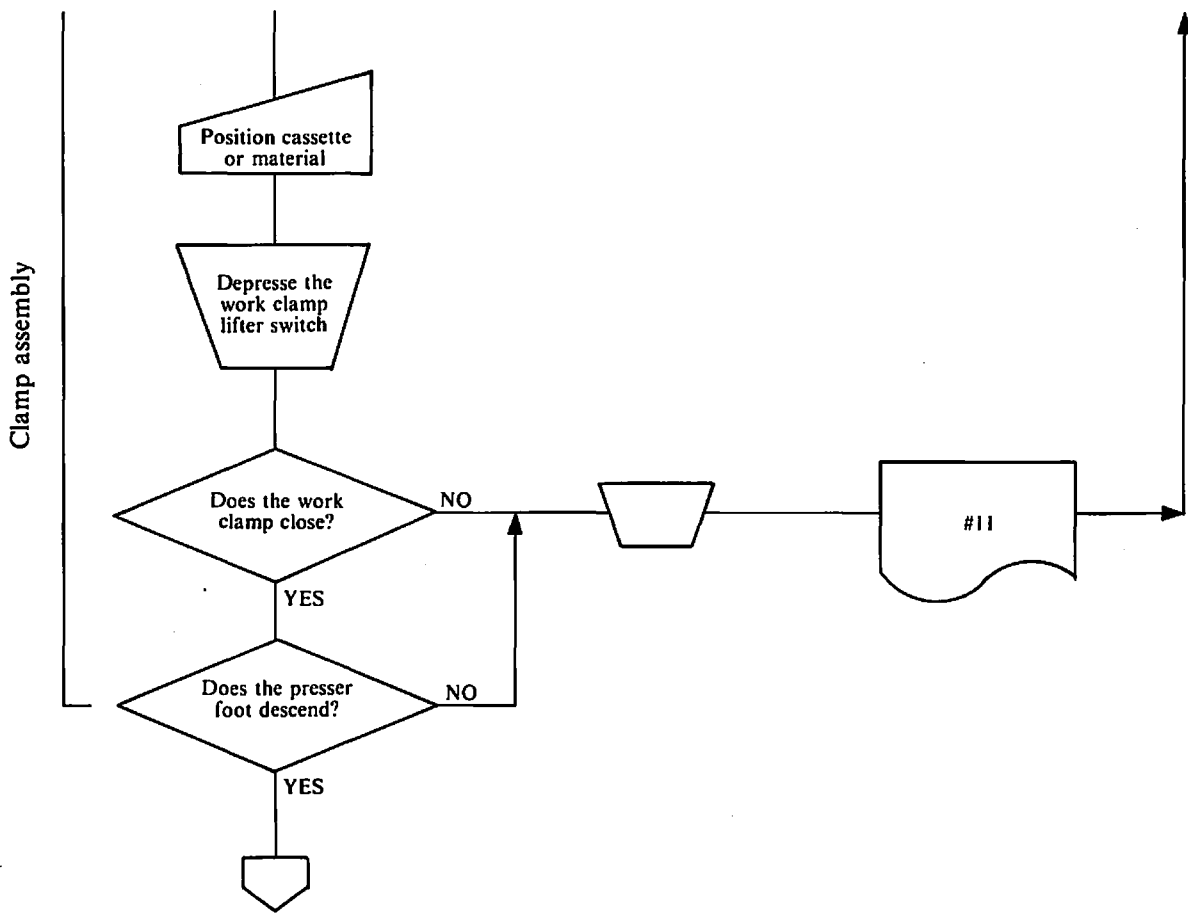 Position cassette
or material
Clamp assembly
Depresse the
work clamp
lifter switch
Does the work
clamp close?
NO
#11
YES
Does the presser
foot descend?
NO
YES